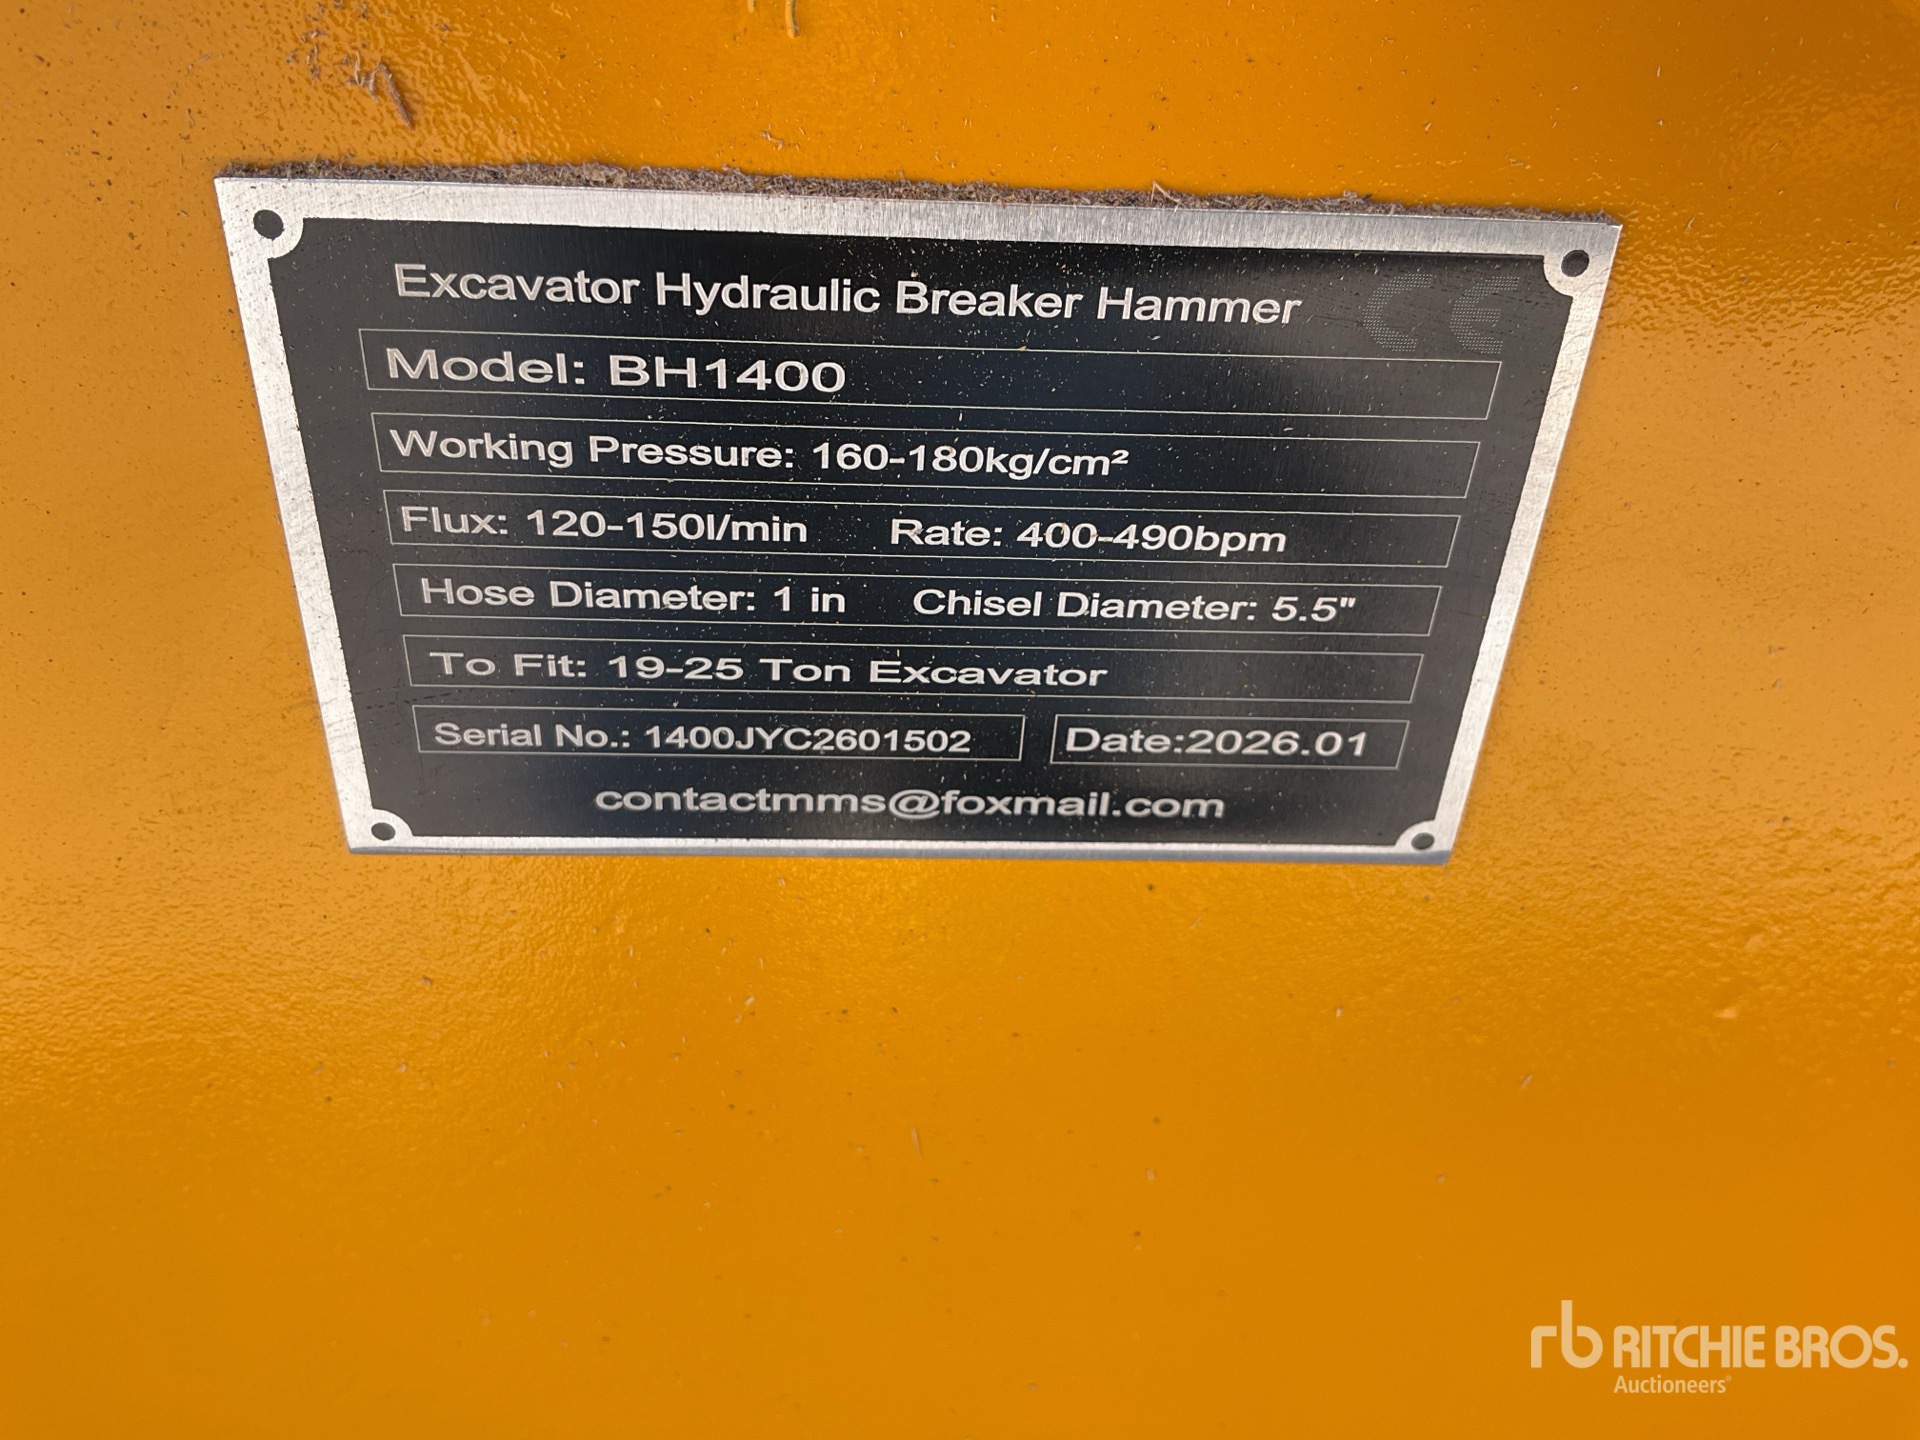 Excavator Hydraulic Breaker Hammer CE
Model: BH1400
Working Pressure: 160-180kg/cm²
Flux: 120-150l/min Rate: 400-490bpm
Hose Diameter: 1 in Chisel Diameter: 5.5"
To Fit: 19-25 Ton Excavator
Serial No.: 1400JYC2601502 Date:2026.01
contactmms@foxmail.com
rb RITCHIE BROS.
Auctioneers